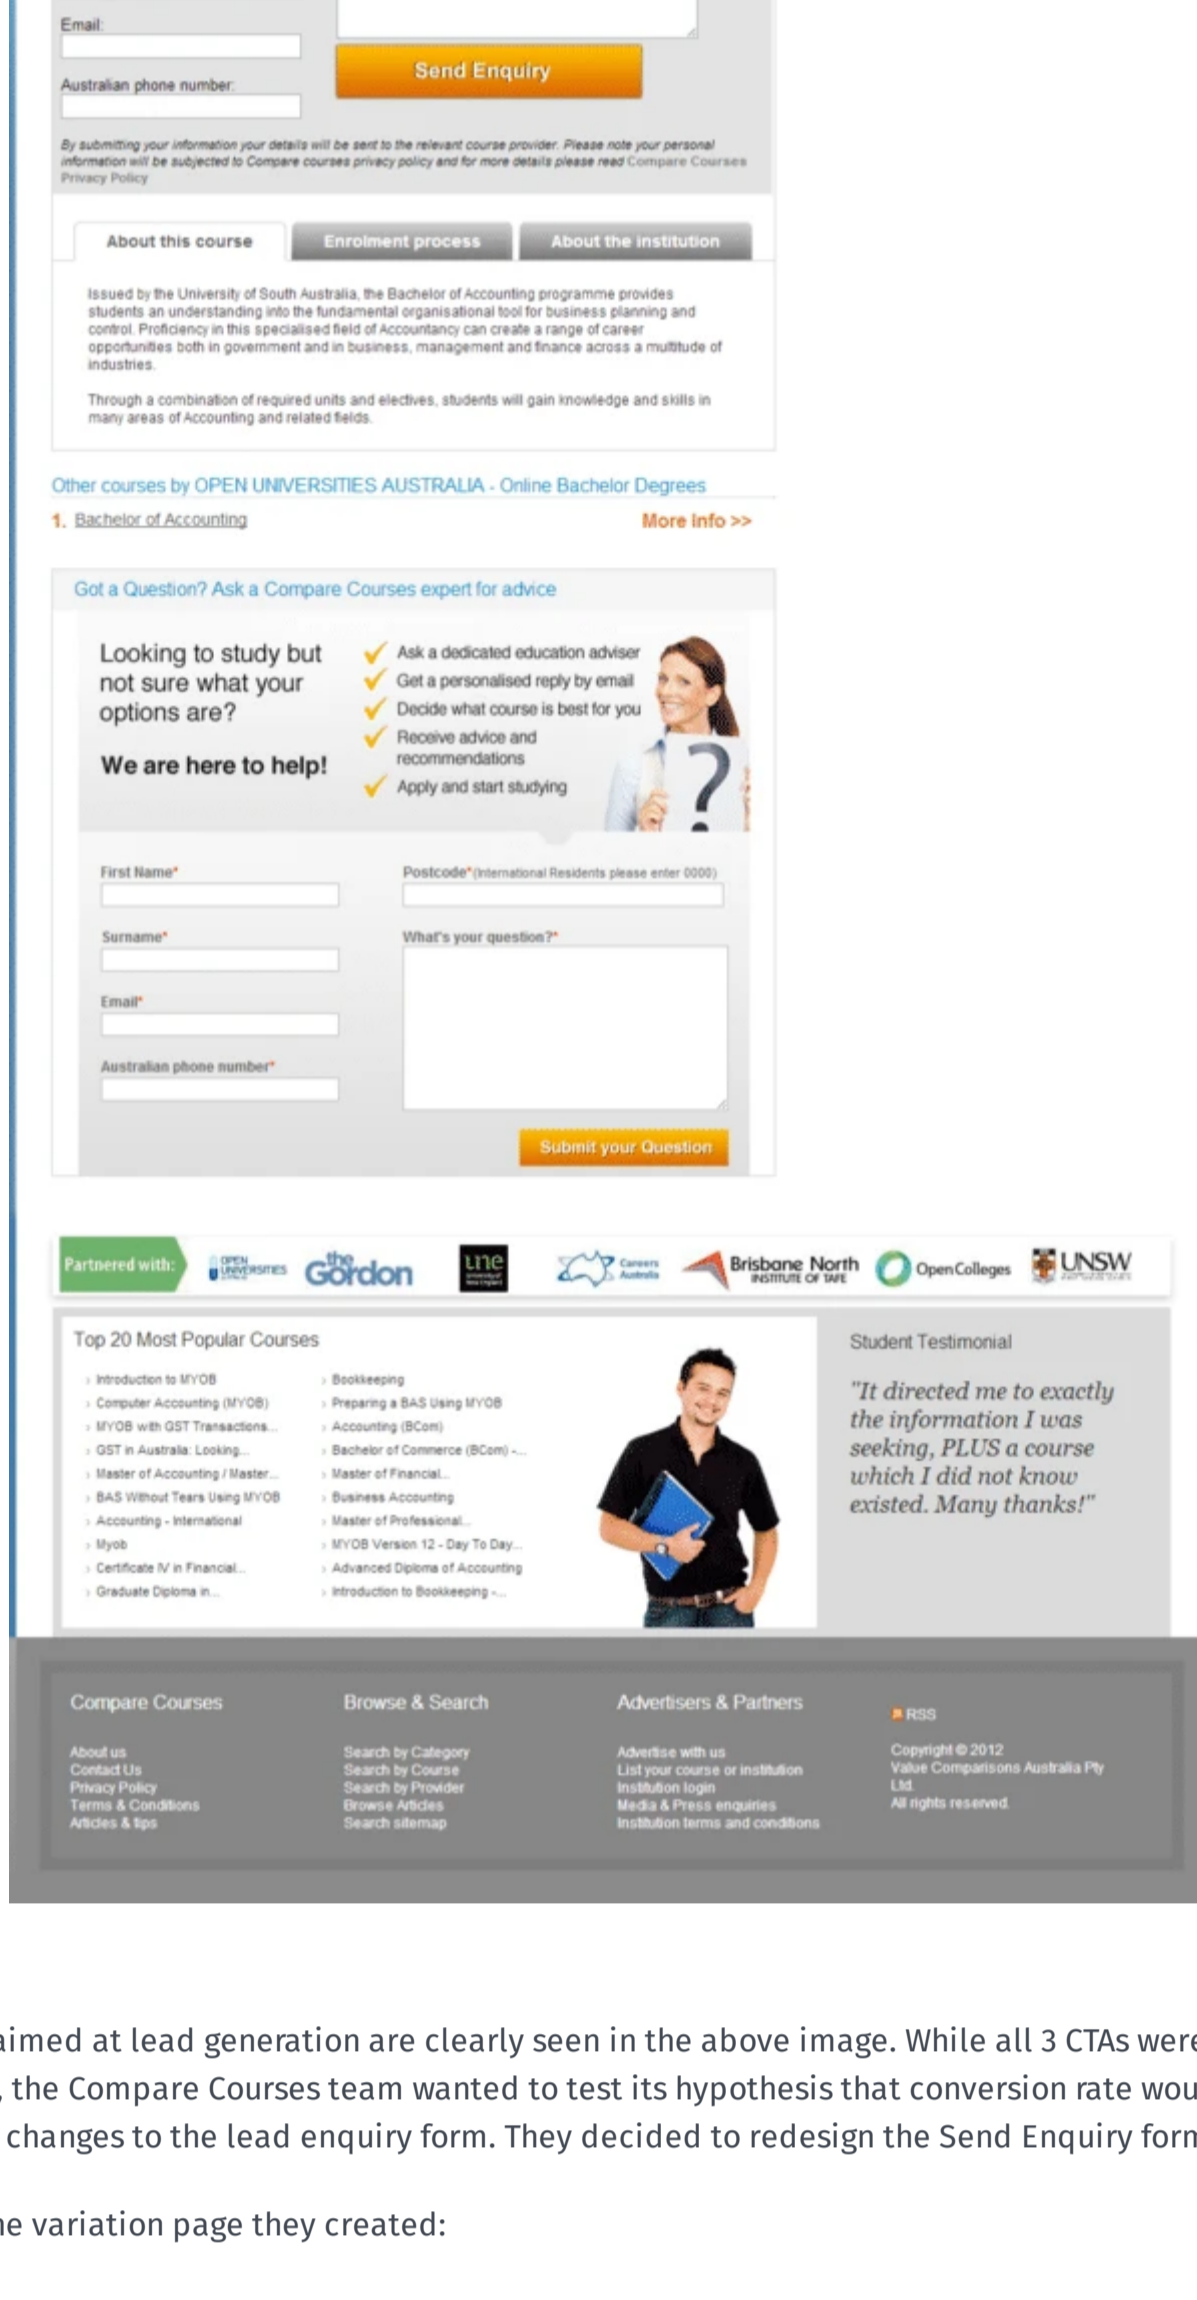 Email:
Send Enquiry
Australian phone number:
By submitting your information your details will be sent to the relevant course provider. Please note your personal
information will be subjected to Compare courses privacy policy and for more details please read Compare Courses
Privacy Policy
About this course
Enrolment process
About the institution
Issued by the University of South Australia, the Bachelor of Accounting programme provides
students an understanding into the fundamental organisational tool for business planning and
control. Proficiency in this specialised field of Accountancy can create a range of career
opportunities both in government and in business, management and finance across a multitude of
industries.
Through a combination of required units and electives, students will gain knowledge and skills in
many areas of Accounting and related fields.
Other courses by OPEN UNIVERSITIES AUSTRALIA - Online Bachelor Degrees
1. Bachelor of Accounting
More Info >>
Got a Question? Ask a Compare Courses expert for advice
Looking to study but
not sure what your
options are?
We are here to help!
Ask a dedicated education adviser
Get a personalised reply by email
Decide what course is best for you
Receive advice and
recommendations
Apply and start studying
?
First Name*
Surname*
Email*
Australian phone number*
Postcode*(International Residents please enter 0000)
What's your question?*
Submit your Question
Partnered with:
OPEN
UNIVERSITIES
the
Gordon
une
Careers
Australia
Brisbane North
INSTITUTE OF TAFE
OpenColleges
UNSW
Top 20 Most Popular Courses
› Introduction to MYOB
› Computer Accounting (MYOB)
› MYOB with GST Transactions...
› GST in Australia: Looking...
› Master of Accounting / Master...
› BAS Without Tears Using MYOB
› Accounting - International
› Myob
› Certificate IV in Financial...
› Graduate Diploma in...
› Bookkeeping
› Preparing a BAS Using MYOB
› Accounting (BCom)
› Bachelor of Commerce (BCom) -...
› Master of Financial...
› Business Accounting
› Master of Professional...
› MYOB Version 12 - Day To Day...
› Advanced Diploma of Accounting
› Introduction to Bookkeeping -...
Student Testimonial
"It directed me to exactly
the information I was
seeking, PLUS a course
which I did not know
existed. Many thanks!"
Compare Courses
About us
Contact Us
Privacy Policy
Terms & Conditions
Articles & tips
Browse & Search
Search by Category
Search by Course
Search by Provider
Browse Articles
Search sitemap
Advertisers & Partners
Advertise with us
List your course or institution
Institution login
Media & Press enquiries
Institution terms and conditions
RSS
Copyright © 2012
Value Comparisons Australia Pty
Ltd.
All rights reserved.
aimed at lead generation are clearly seen in the above image. While all 3 CTAs were
, the Compare Courses team wanted to test its hypothesis that conversion rate wou
changes to the lead enquiry form. They decided to redesign the Send Enquiry form
he variation page they created: